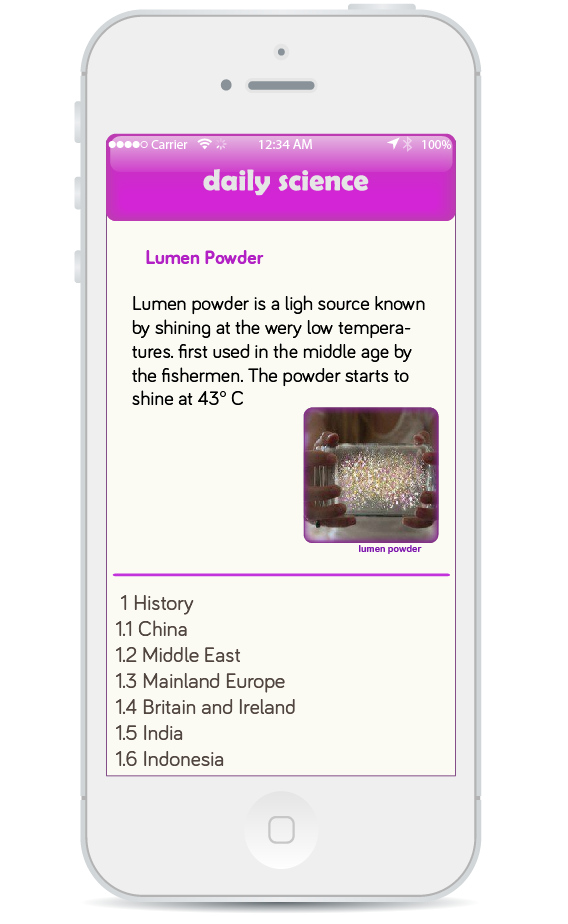 Carrier 12:34 AM 100%
daily science
Lumen Powder
Lumen powder is a ligh source known
by shining at the wery low tempera-
tures. first used in the middle age by
the fishermen. The powder starts to
shine at 43° C
lumen powder
1 History
1.1 China
1.2 Middle East
1.3 Mainland Europe
1.4 Britain and Ireland
1.5 India
1.6 Indonesia